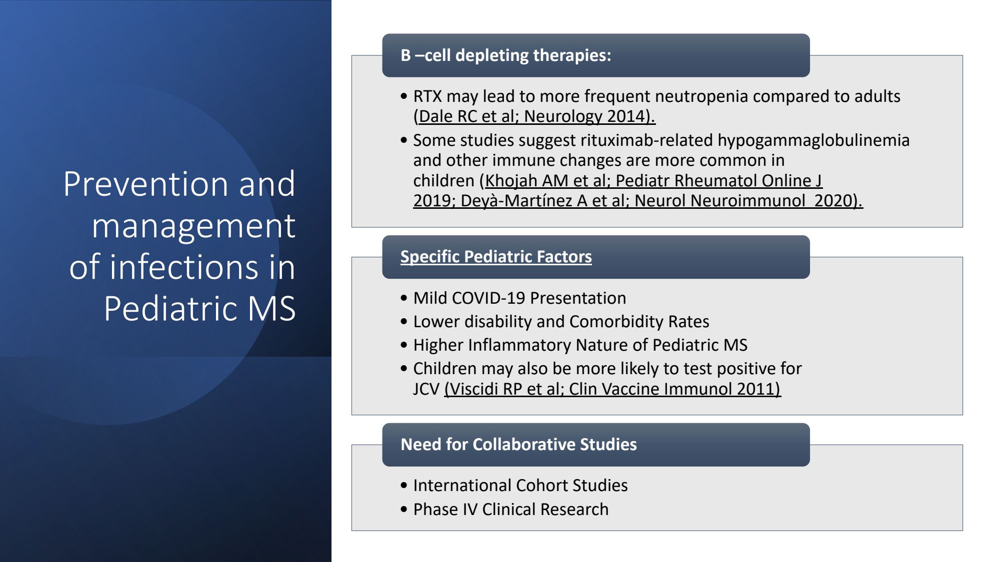 Prevention and
management
of infections in
Pediatric MS
B –cell depleting therapies:
• RTX may lead to more frequent neutropenia compared to adults
(Dale RC et al; Neurology 2014).
• Some studies suggest rituximab-related hypogammaglobulinemia
and other immune changes are more common in
children (Khojah AM et al; Pediatr Rheumatol Online J
2019; Deyà-Martínez A et al; Neurol Neuroimmunol  2020).
Specific Pediatric Factors
• Mild COVID-19 Presentation
• Lower disability and Comorbidity Rates
• Higher Inflammatory Nature of Pediatric MS
• Children may also be more likely to test positive for
JCV (Viscidi RP et al; Clin Vaccine Immunol 2011)
Need for Collaborative Studies
• International Cohort Studies
• Phase IV Clinical Research